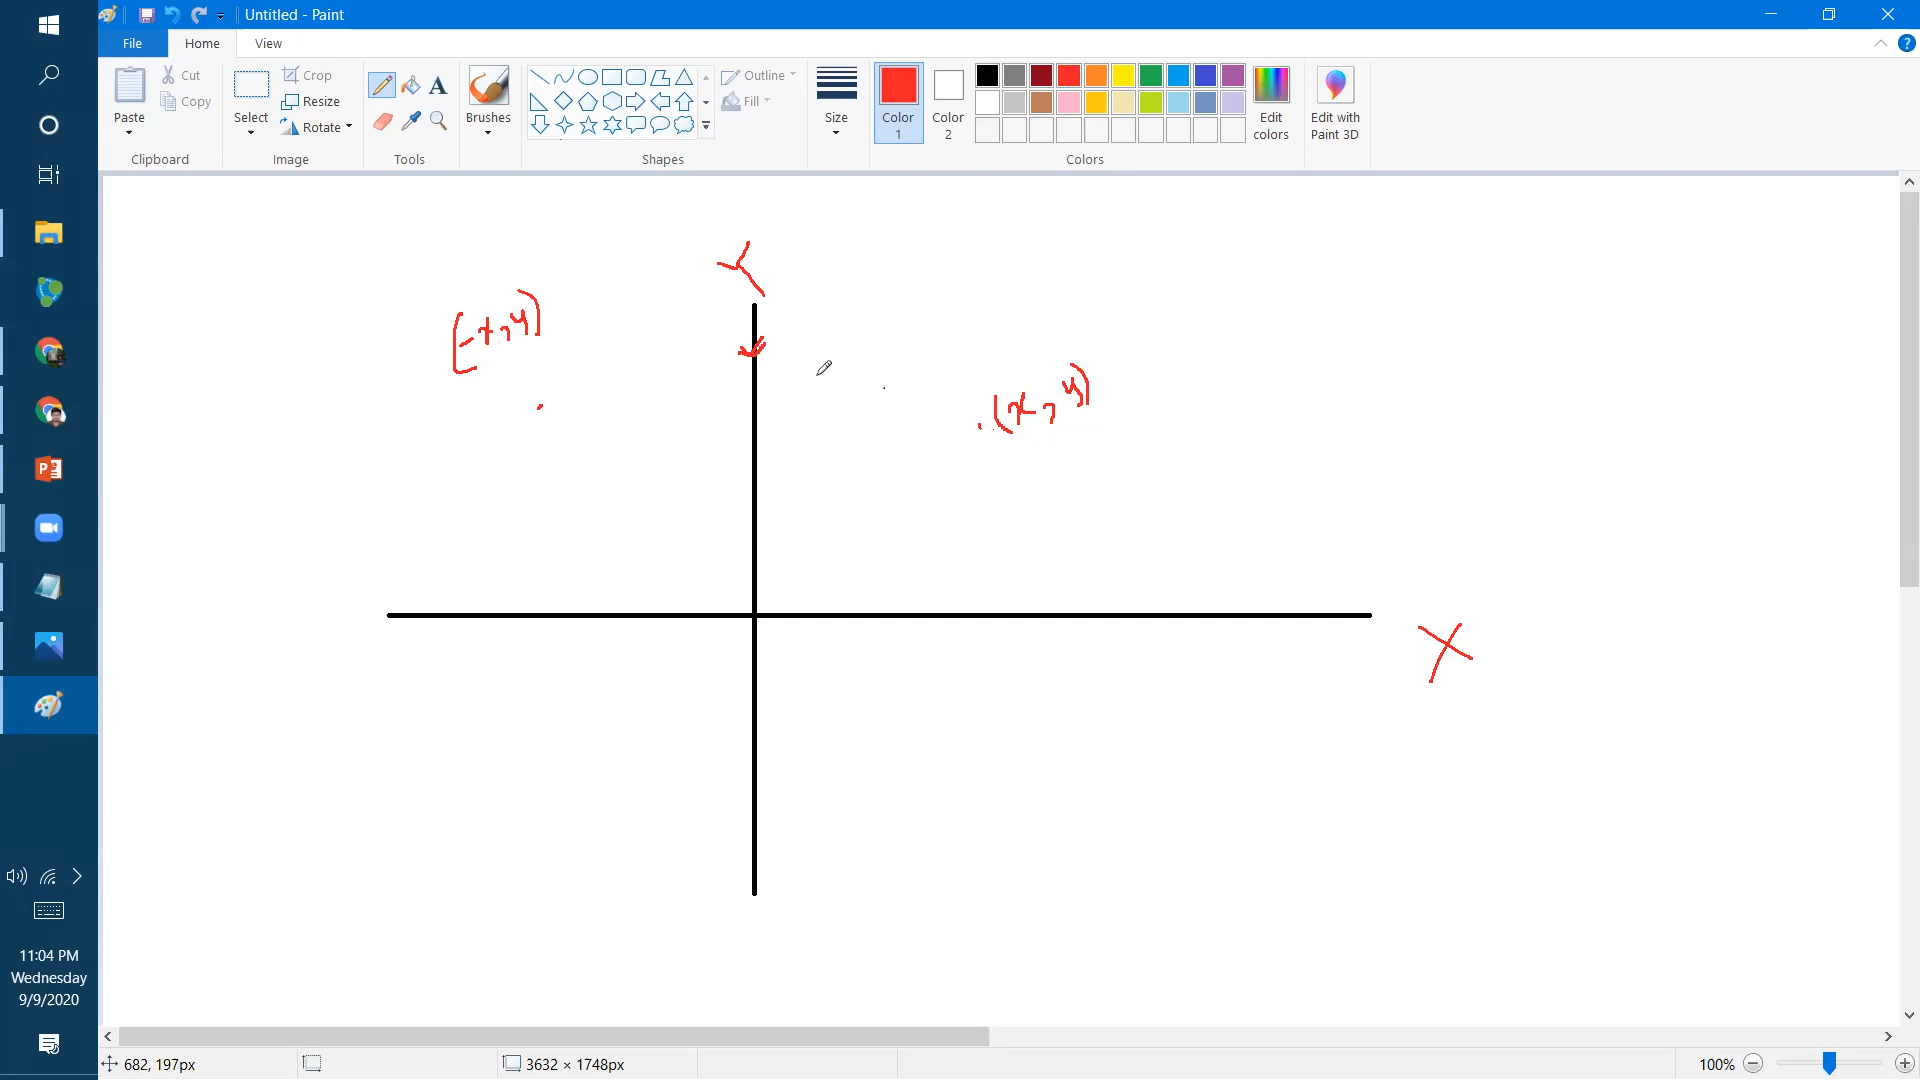 Untitled - Paint
File Home View
Paste
Cut
Copy
Clipboard
Select
Crop
Resize
Rotate
Image
A
Tools
Brushes
Shapes
Outline
Fill
Size
Color 1
Color 2
Edit colors
Edit with Paint 3D
Colors
Y
(-x, y)
(x, y)
X
11:04 PM
Wednesday
9/9/2020
682, 197px
3632 × 1748px
100%